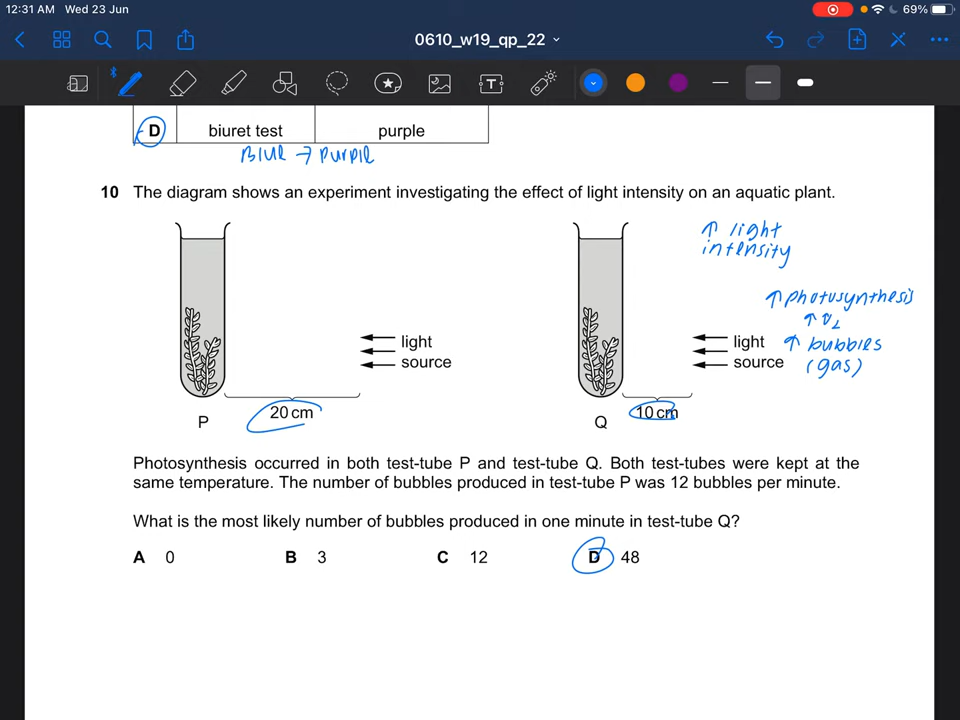 12:31 AM Wed 23 Jun
69%
0610_w19_qp_22
T
D biuret test purple
Blue → purple
10 The diagram shows an experiment investigating the effect of light intensity on an aquatic plant.
↑ light
intensity
↑ photosynthesis
↑ O₂
↑ bubbles
(gas)
light
source
light
source
20 cm
10 cm
P
Q
Photosynthesis occurred in both test-tube P and test-tube Q. Both test-tubes were kept at the
same temperature. The number of bubbles produced in test-tube P was 12 bubbles per minute.
What is the most likely number of bubbles produced in one minute in test-tube Q?
A 0 B 3 C 12 D 48